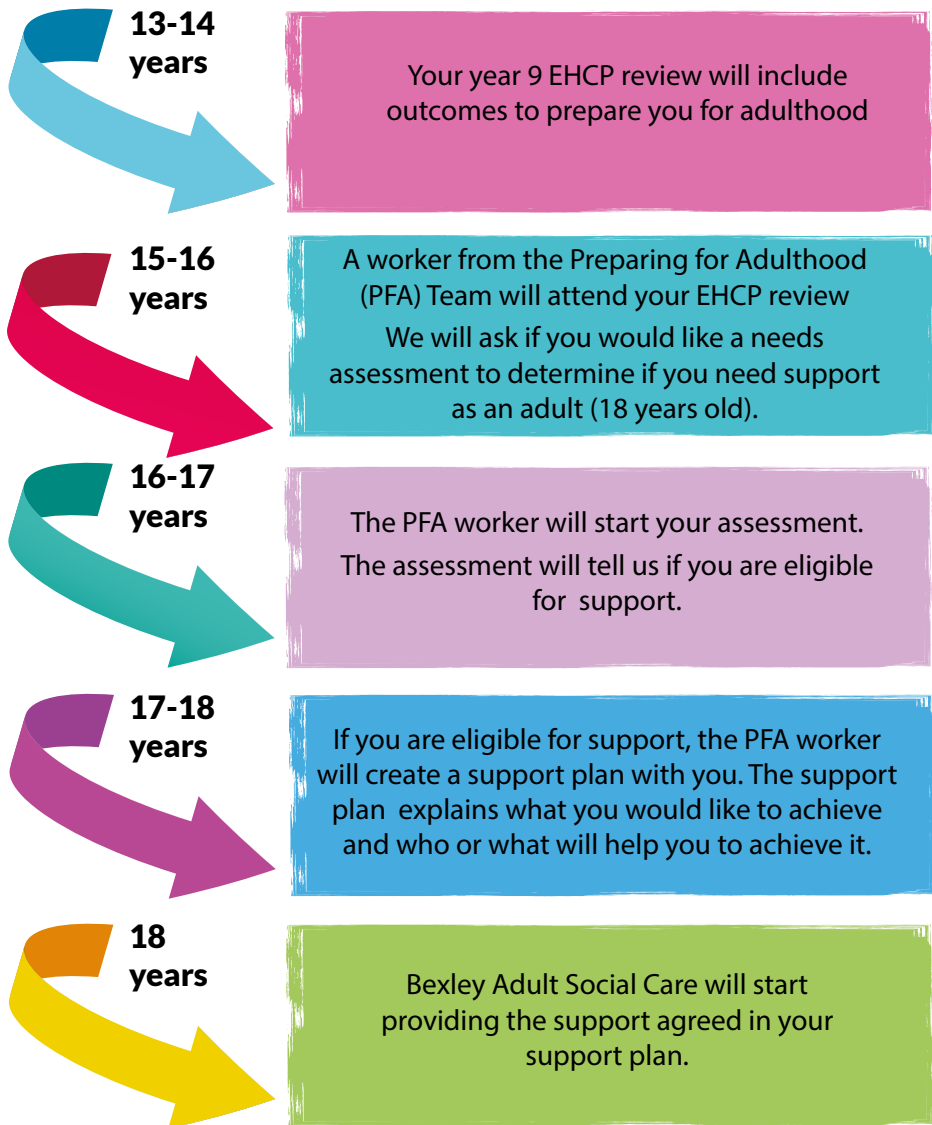 13-14
years
Your year 9 EHCP review will include
outcomes to prepare you for adulthood
15-16
years
A worker from the Preparing for Adulthood
(PFA) Team will attend your EHCP review
We will ask if you would like a needs
assessment to determine if you need support
as an adult (18 years old).
16-17
years
The PFA worker will start your assessment.
The assessment will tell us if you are eligible
for support.
17-18
years
If you are eligible for support, the PFA worker
will create a support plan with you. The support
plan explains what you would like to achieve
and who or what will help you to achieve it.
18
years
Bexley Adult Social Care will start
providing the support agreed in your
support plan.